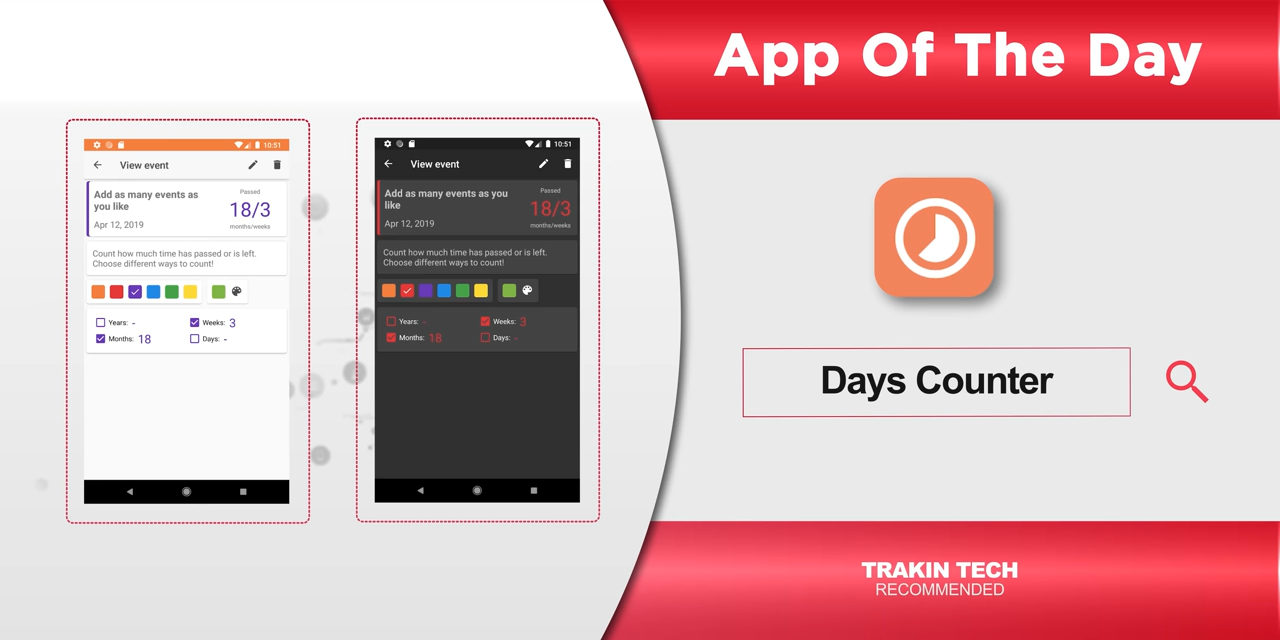 App Of The Day
10:51
View event
Add as many events as
you like
Apr 12, 2019
Passed
18/3
months/weeks
Count how much time has passed or is left.
Choose different ways to count!
Years: -
Weeks: 3
Months: 18
Days: -
10:51
View event
Add as many events as you
like
Apr 12, 2019
Passed
18/3
months/weeks
Count how much time has passed or is left.
Choose different ways to count!
Years: -
Weeks: 3
Months: 18
Days: -
Days Counter
TRAKIN TECH
RECOMMENDED